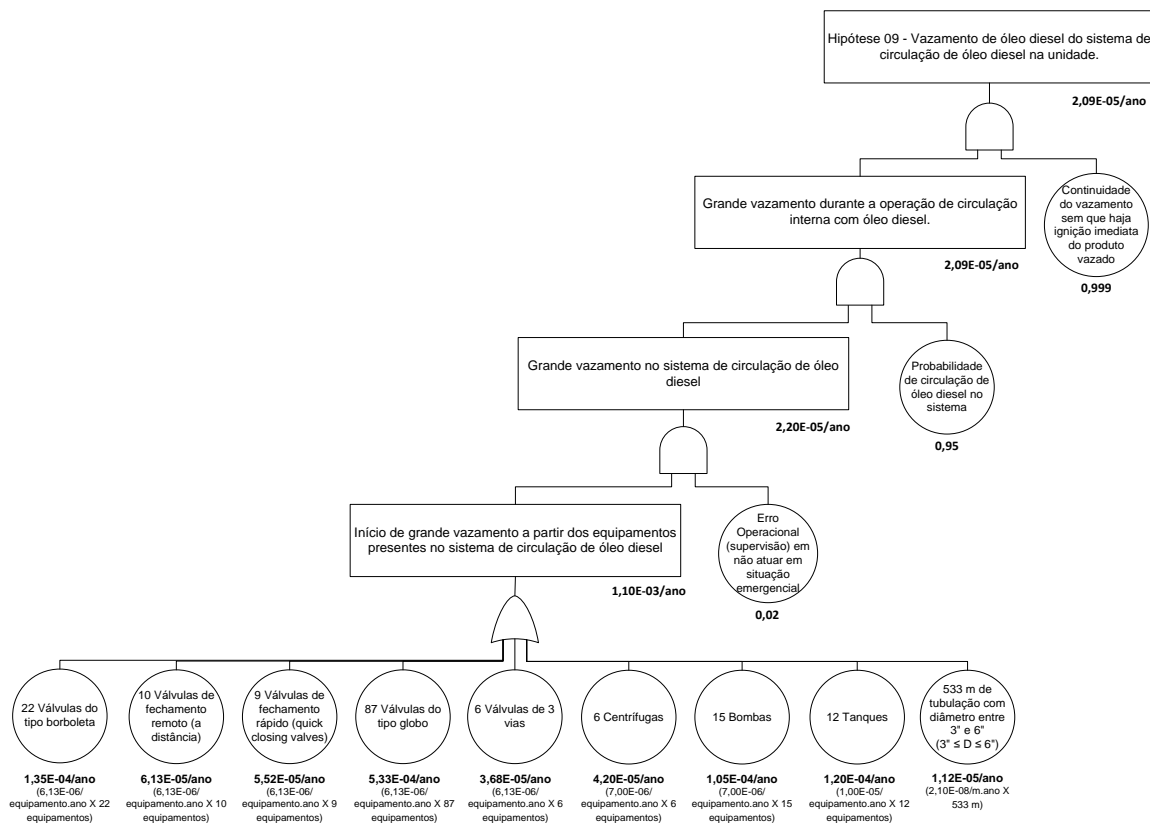 Hipótese 09 - Vazamento de óleo diesel do sistema de
circulação de óleo diesel na unidade.
2,09E-05/ano
Grande vazamento durante a operação de circulação
interna com óleo diesel.
2,09E-05/ano
Continuidade
do vazamento
sem que haja
ignição imediata
do produto
vazado
0,999
Grande vazamento no sistema de circulação de óleo
diesel
2,20E-05/ano
Probabilidade
de circulação de
óleo diesel no
sistema
0,95
Início de grande vazamento a partir dos equipamentos
presentes no sistema de circulação de óleo diesel
1,10E-03/ano
Erro
Operacional
(supervisão) em
não atuar em
situação
emergencial
0,02
22 Válvulas do
tipo borboleta
1,35E-04/ano
(6,13E-06/
equipamento.ano X 22
equipamentos)
10 Válvulas de
fechamento
remoto (a
distância)
6,13E-05/ano
(6,13E-06/
equipamento.ano X 10
equipamentos)
9 Válvulas de
fechamento
rápido (quick
closing valves)
5,52E-05/ano
(6,13E-06/
equipamento.ano X 9
equipamentos)
87 Válvulas do
tipo globo
5,33E-04/ano
(6,13E-06/
equipamento.ano X 87
equipamentos)
6 Válvulas de 3
vias
3,68E-05/ano
(6,13E-06/
equipamento.ano X 6
equipamentos)
6 Centrífugas
4,20E-05/ano
(7,00E-06/
equipamento.ano X 6
equipamentos)
15 Bombas
1,05E-04/ano
(7,00E-06/
equipamento.ano X 15
equipamentos)
12 Tanques
1,20E-04/ano
(1,00E-05/
equipamento.ano X 12
equipamentos)
533 m de
tubulação com
diâmetro entre
3" e 6"
(3" ≤ D ≤ 6")
1,12E-05/ano
(2,10E-08/m.ano X
533 m)